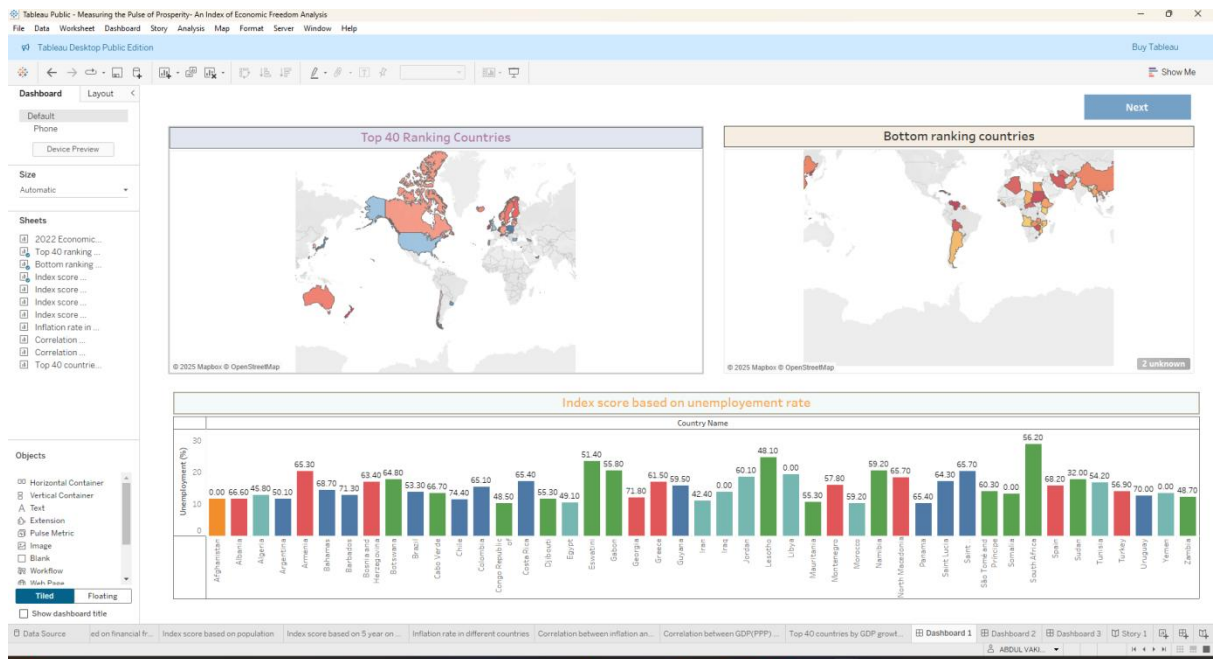 Tableau Public - Measuring the Pulse of Prosperity- An Index of Economic Freedom Analysis
File Data Worksheet Dashboard Story Analysis Map Format Server Window Help
Tableau Desktop Public Edition
Buy Tableau
Show Me
Dashboard Layout
Default
Phone
Device Preview
Size
Automatic
Sheets
2022 Economic...
Top 40 ranking ...
Bottom ranking ...
Index score ...
Index score ...
Index score ...
Index score ...
Inflation rate in ...
Correlation ...
Correlation ...
Top 40 countrie...
Objects
Horizontal Container
Vertical Container
A Text
Extension
Pulse Metric
Image
Blank
Workflow
Web Page
Tiled Floating
Show dashboard title
Next
Top 40 Ranking Countries
© 2025 Mapbox © OpenStreetMap
Bottom ranking countries
© 2025 Mapbox © OpenStreetMap
2 unknown
Index score based on unemployement rate
Country Name
Unemployment (%)
30
20
10
0
0.00 66.60 45.80 50.10 65.30 68.70 71.30 63.40 64.80 53.30 66.70 74.40 65.10 48.50 65.40 55.30 49.10 51.40 55.80 71.80 61.50 59.50 42.40 0.00 60.10 48.10 0.00 55.30 57.80 59.20 59.20 65.70 65.40 64.30 65.70 60.30 0.00 56.20 68.20 32.00 54.20 56.90 70.00 0.00 48.70
Afghanistan
Albania
Algeria
Argentina
Armenia
Bahamas
Barbados
Bosnia and Herzegovina
Botswana
Brazil
Cabo Verde
Chile
Colombia
Congo Republic of
Costa Rica
Djibouti
Egypt
Eswatini
Gabon
Georgia
Greece
Guyana
Iran
Iraq
Jordan
Lesotho
Libya
Mauritania
Montenegro
Morocco
Namibia
North Macedonia
Panama
Saint Lucia
Saint...
São Tomé and Príncipe
Somalia
South Africa
Spain
Sudan
Tunisia
Turkey
Uruguay
Yemen
Zambia
Data Source ed on financial fr... Index score based on population Index score based on 5 year on ... Inflation rate in different countries Correlation between inflation an... Correlation between GDP(PPP) ... Top 40 countries by GDP growt... Dashboard 1 Dashboard 2 Dashboard 3 Story 1
ABDUL VAKI...